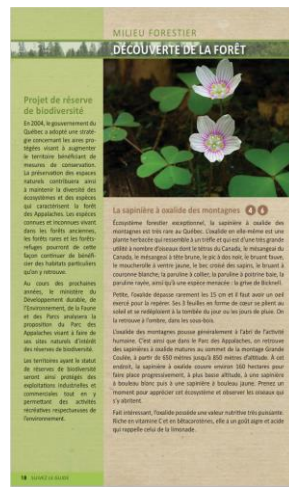 MILIEU FORESTIER
DÉCOUVERTE DE LA FORÊT
Projet de réserve
de biodiversité
En 2004, le gouvernement du
Québec a adopté une straté-
gie concernant les aires pro-
tégées visant à augmenter
le territoire bénéficiant de
mesures de conservation.
La préservation des espaces
naturels contribuera ainsi
à maintenir la diversité des
écosystèmes et des espèces
qui caractérisent la forêt
des Appalaches. Les espèces
connues et inconnues vivant
dans les forêts anciennes,
les forêts rares et les forêts-
refuges pourront de cette
façon continuer de bénéfi-
cier des habitats particuliers
qu'on y retrouve.
Au cours des prochaines
années, le ministère du
Développement durable, de
l'Environnement, de la Faune
et des Parcs analysera la
proposition du Parc des
Appalaches visant à faire de
ses sites naturels d'intérêt
des réserves de biodiversité.
Les territoires ayant le statut
de réserves de biodiversité
seront ainsi protégés des
exploitations industrielles et
commerciales tout en y
permettant des activités
récréatives respectueuses de
l'environnement.
La sapinière à oxalide des montagnes
Écosystème forestier exceptionnel, la sapinière à oxalide des
montagnes est très rare au Québec. L'oxalide en elle-même est une
plante herbacée qui ressemble à un trèfle et qui est d'une très grande
utilité à nombre d'oiseaux dont le tétras du Canada, le mésangeai du
Canada, le mésangeai à tête brune, le pic à dos noir, le bruant fauve,
le moucherolle à ventre jaune, le bec croisé des sapins, le bruant à
couronne blanche, la paruline à collier, la paruline à poitrine baie, la
paruline rayée, ainsi qu'à une espèce menacée : la grive de Bicknell.
Petite, l'oxalide dépasse rarement les 15 cm et il faut avoir un œil
exercé pour la repérer. Ses 3 feuilles en forme de cœur se plient au
soleil et se redéploient à la tombée du jour ou les jours de pluie. On
la retrouve à l'ombre, dans les sous-bois.
L'oxalide des montagnes pousse généralement à l'abri de l'activité
humaine. C'est ainsi que dans le Parc des Appalaches, on retrouve
des sapinières à oxalide matures au sommet de la montagne Grande
Coulée, à partir de 650 mètres jusqu'à 850 mètres d'altitude. À cet
endroit, la sapinière à oxalide couvre environ 360 hectares pour
faire place progressivement, à plus basse altitude, à une sapinière
à bouleau blanc puis à une sapinière à bouleau jaune. Prenez un
moment pour apprécier cet écosystème et observer les oiseaux qui
s'y abritent.
Fait intéressant, l'oxalide possède une valeur nutritive très puissante.
Riche en vitamine C et en bétacarotènes, elle a un goût aigre et acide
qui rappelle celui de la limonade.
18 SUIVEZ LE GUIDE